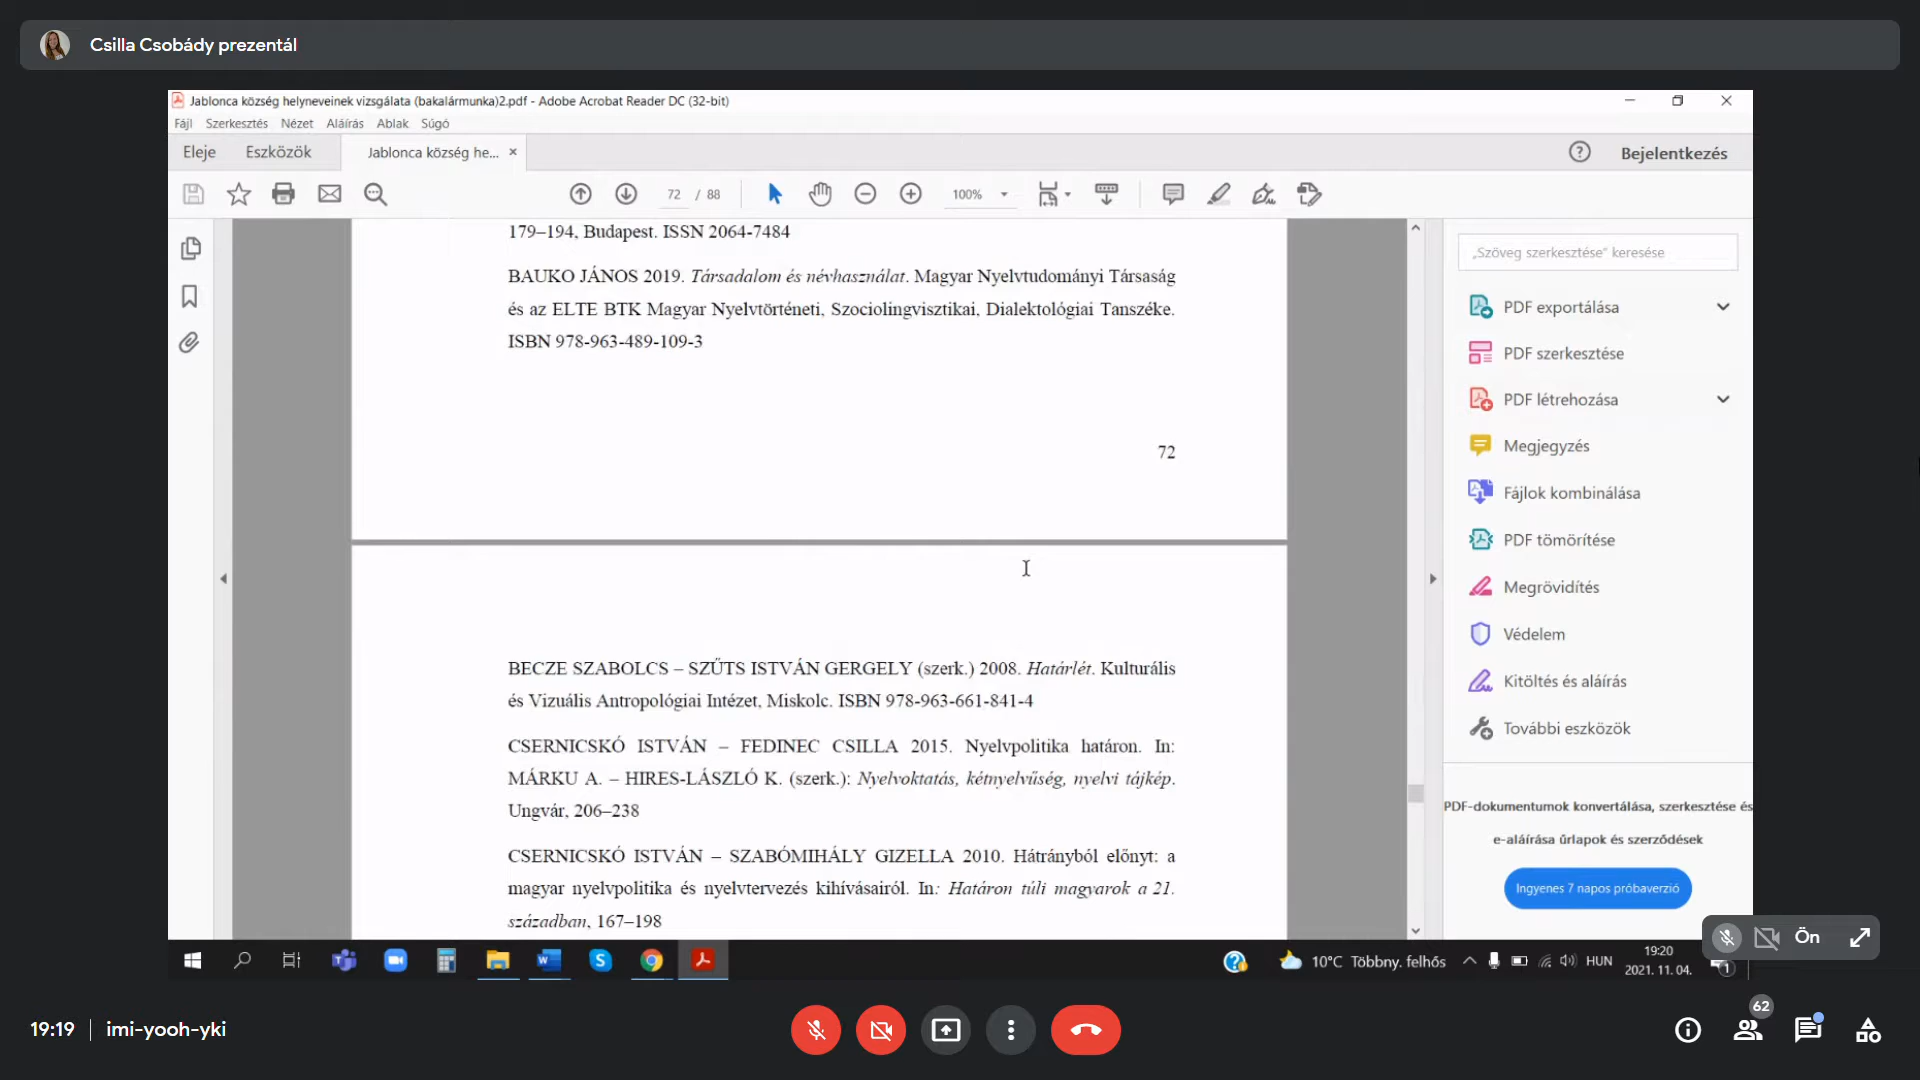 Csilla Csobády prezentál
Jablonca község helyneveinek vizsgálata (bakalármunka)2.pdf - Adobe Acrobat Reader DC (32-bit)
Fájl Szerkesztés Nézet Aláírás Ablak Súgó
Eleje Eszközök Jablonca község he... × Bejelentkezés
72 / 88 100%
179–194, Budapest. ISSN 2064-7484
BAUKO JÁNOS 2019. Társadalom és névhasználat. Magyar Nyelvtudományi Társaság
és az ELTE BTK Magyar Nyelvtörténeti, Szociolingvisztikai, Dialektológiai Tanszéke.
ISBN 978-963-489-109-3
72
BECZE SZABOLCS – SZŰTS ISTVÁN GERGELY (szerk.) 2008. Határlét. Kulturális
és Vizuális Antropológiai Intézet, Miskolc. ISBN 978-963-661-841-4
CSERNICSKÓ ISTVÁN – FEDINEC CSILLA 2015. Nyelvpolitika határon. In:
MÁRKU A. – HIRES-LÁSZLÓ K. (szerk.): Nyelvoktatás, kétnyelvűség, nyelvi tájkép.
Ungvár, 206–238
CSERNICSKÓ ISTVÁN – SZABÓMIHÁLY GIZELLA 2010. Hátrányból előnyt: a
magyar nyelvpolitika és nyelvtervezés kihívásairól. In: Határon túli magyarok a 21.
században, 167–198
„Szöveg szerkesztése” keresése
PDF exportálása
PDF szerkesztése
PDF létrehozása
Megjegyzés
Fájlok kombinálása
PDF tömörítése
Megrövidítés
Védelem
Kitöltés és aláírás
További eszközök
PDF-dokumentumok konvertálása, szerkesztése és
e-aláírása űrlapok és szerződések
Ingyenes 7 napos próbaverzió
Ön
10°C Többny. felhős HUN
19:20
2021. 11. 04.
1
19:19 | imi-yooh-yki
62